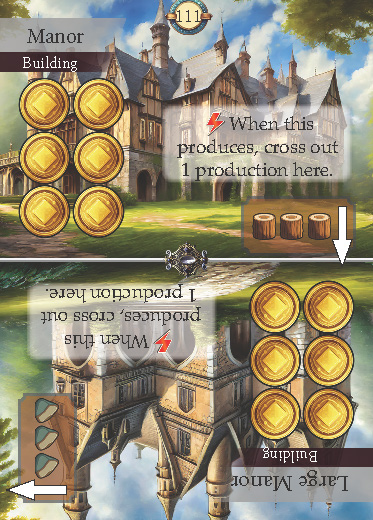 111
Manor
Building
When this
produces, cross out
1 production here.
Large Manor
Building
When this
produces, cross out
1 production here.